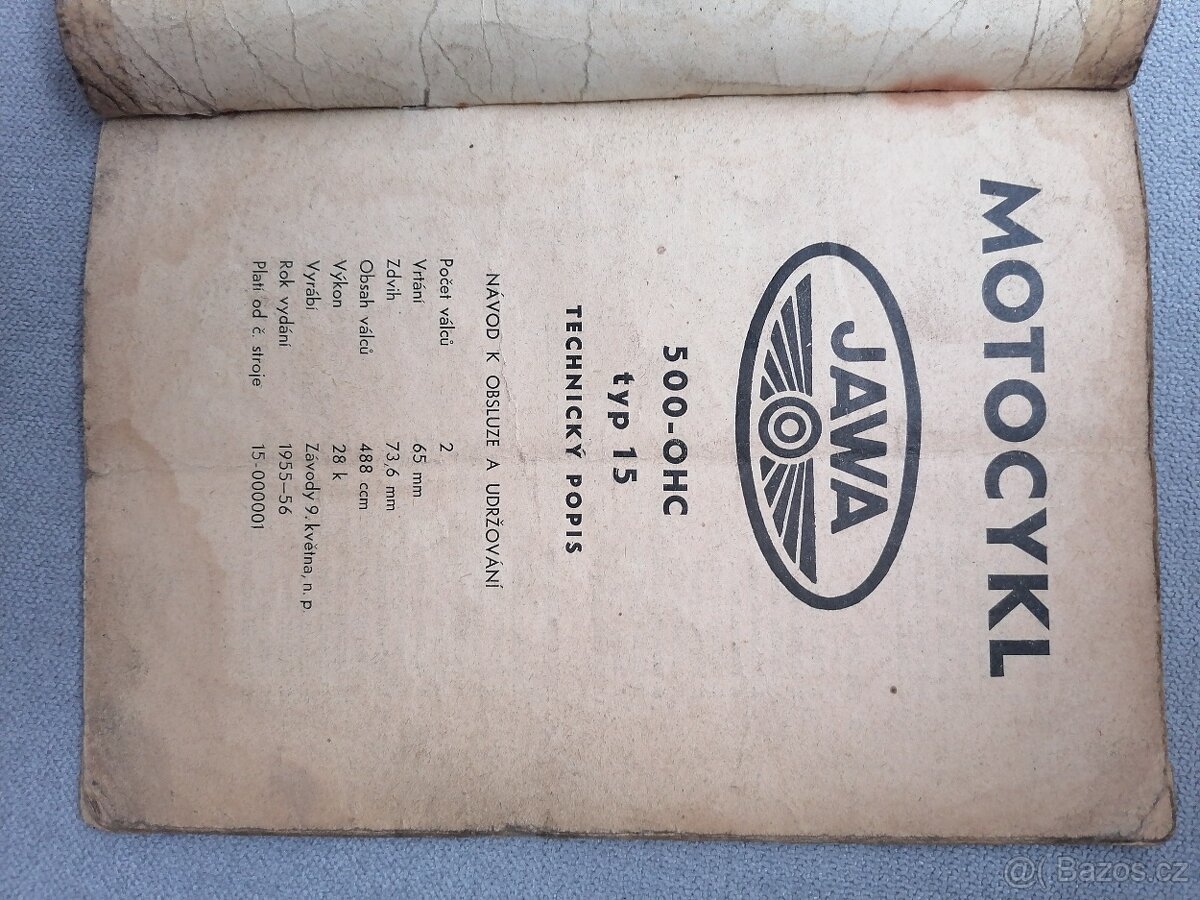 MOTOCYKL
JAWA
500-OHC
typ 15
TECHNICKÝ POPIS
NÁVOD K OBSLUZE A UDRŽOVÁNÍ
Počet válců 2
Vrtání 65 mm
Zdvih 73,6 mm
Obsah válců 488 ccm
Výkon 28 k
Vyrábí Závody 9. května, n. p.
Rok vydání 1955—56
Platí od č. stroje 15-000001
@( Bazos.cz